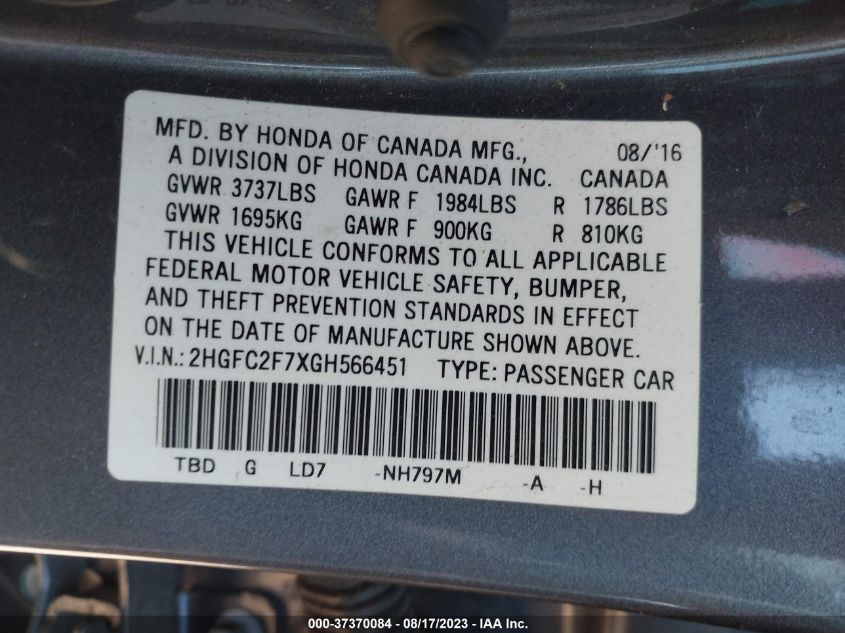 MFD. BY HONDA OF CANADA MFG., 08/'16
A DIVISION OF HONDA CANADA INC. CANADA
GVWR 3737LBS GAWR F 1984LBS R 1786LBS
GVWR 1695KG GAWR F 900KG R 810KG
THIS VEHICLE CONFORMS TO ALL APPLICABLE
FEDERAL MOTOR VEHICLE SAFETY, BUMPER,
AND THEFT PREVENTION STANDARDS IN EFFECT
ON THE DATE OF MANUFACTURE SHOWN ABOVE.
V.I.N.: 2HGFC2F7XGH566451 TYPE: PASSENGER CAR
TBD G LD7 -NH797M -A -H
000-37370084 - 08/17/2023 - IAA Inc.